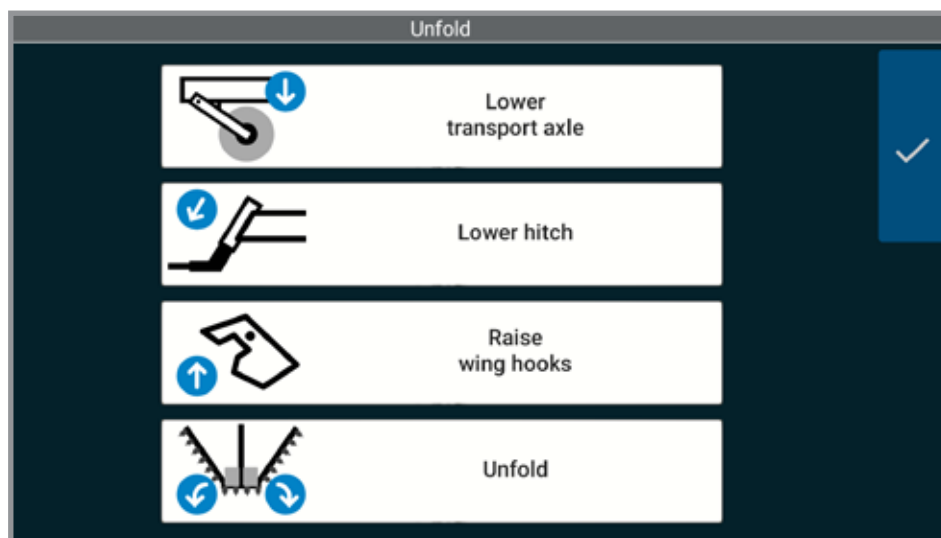 Unfold
Lower
transport axle
Lower hitch
Raise
wing hooks
Unfold